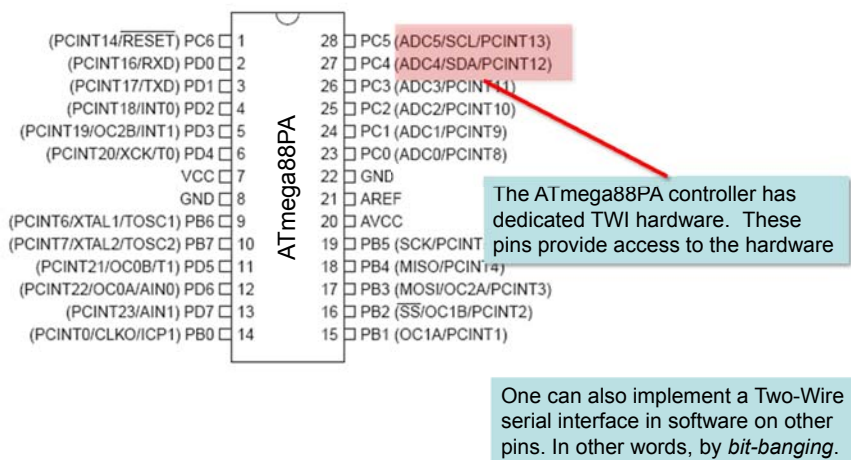 (PCINT14/RESET) PC6 1
(PCINT16/RXD) PD0 2
(PCINT17/TXD) PD1 3
(PCINT18/INT0) PD2 4
(PCINT19/OC2B/INT1) PD3 5
(PCINT20/XCK/T0) PD4 6
VCC 7
GND 8
(PCINT6/XTAL1/TOSC1) PB6 9
(PCINT7/XTAL2/TOSC2) PB7 10
(PCINT21/OC0B/T1) PD5 11
(PCINT22/OC0A/AIN0) PD6 12
(PCINT23/AIN1) PD7 13
(PCINT0/CLKO/ICP1) PB0 14
ATmega88PA
28 PC5 (ADC5/SCL/PCINT13)
27 PC4 (ADC4/SDA/PCINT12)
26 PC3 (ADC3/PCINT11)
25 PC2 (ADC2/PCINT10)
24 PC1 (ADC1/PCINT9)
23 PC0 (ADC0/PCINT8)
22 GND
21 AREF
20 AVCC
19 PB5 (SCK/PCINT
18 PB4 (MISO/PCINT4)
17 PB3 (MOSI/OC2A/PCINT3)
16 PB2 (SS/OC1B/PCINT2)
15 PB1 (OC1A/PCINT1)
The ATmega88PA controller has
dedicated TWI hardware. These
pins provide access to the hardware
One can also implement a Two-Wire
serial interface in software on other
pins. In other words, by bit-banging.